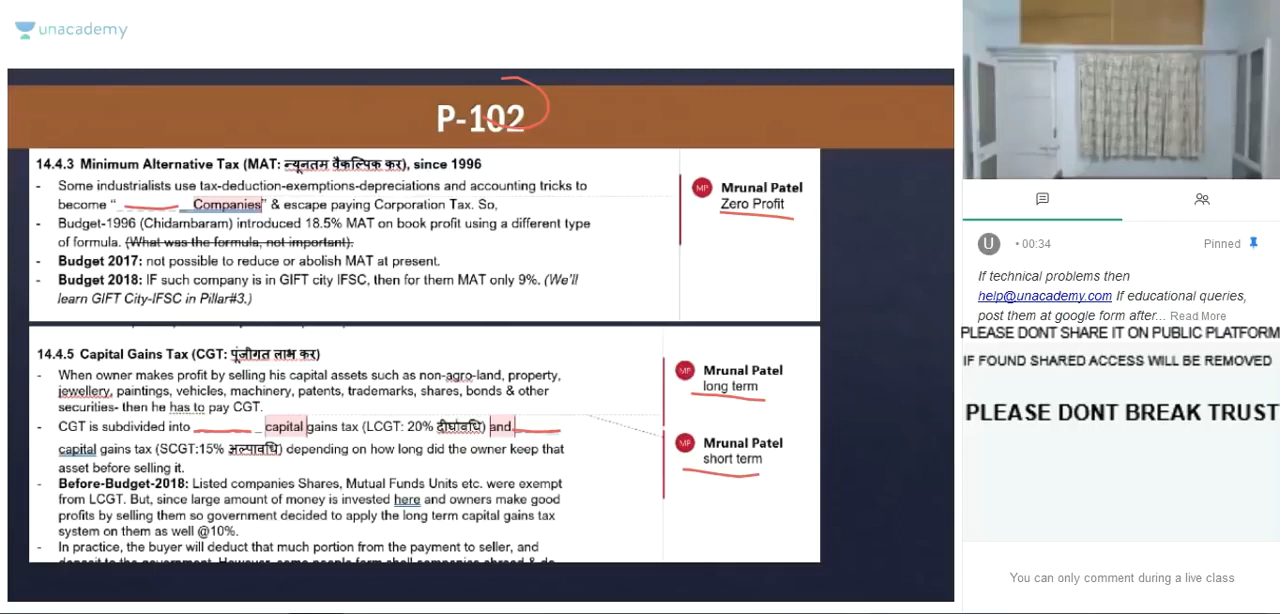 unacademy
P-102
14.4.3 Minimum Alternative Tax (MAT: न्यूनतम वैकल्पिक कर), since 1996
- Some industrialists use tax-deduction-exemptions-depreciations and accounting tricks to
become “_ _ Companies” & escape paying Corporation Tax. So,
- Budget-1996 (Chidambaram) introduced 18.5% MAT on book profit using a different type
of formula. (What was the formula, not important).
- Budget 2017: not possible to reduce or abolish MAT at present.
- Budget 2018: IF such company is in GIFT city IFSC, then for them MAT only 9%. (We'll
learn GIFT City-IFSC in Pillar#3.)
MP Mrunal Patel
Zero Profit
14.4.5 Capital Gains Tax (CGT: पूंजीगत लाभ कर)
- When owner makes profit by selling his capital assets such as non-agro-land, property,
jewellery, paintings, vehicles, machinery, patents, trademarks, shares, bonds & other
securities- then he has to pay CGT.
- CGT is subdivided into _ capital gains tax (LCGT: 20% दीर्घावधि) and
capital gains tax (SCGT:15% अल्पावधि) depending on how long did the owner keep that
asset before selling it.
- Before-Budget-2018: Listed companies Shares, Mutual Funds Units etc. were exempt
from LCGT. But, since large amount of money is invested here and owners make good
profits by selling them so government decided to apply the long term capital gains tax
system on them as well @10%.
- In practice, the buyer will deduct that much portion from the payment to seller, and
deposit to the government. However, some people form shell companies abroad & do
MP Mrunal Patel
long term
MP Mrunal Patel
short term
U • 00:34 Pinned
If technical problems then
help@unacademy.com If educational queries,
post them at google form after... Read More
PLEASE DONT SHARE IT ON PUBLIC PLATFORM
IF FOUND SHARED ACCESS WILL BE REMOVED
PLEASE DONT BREAK TRUST
You can only comment during a live class